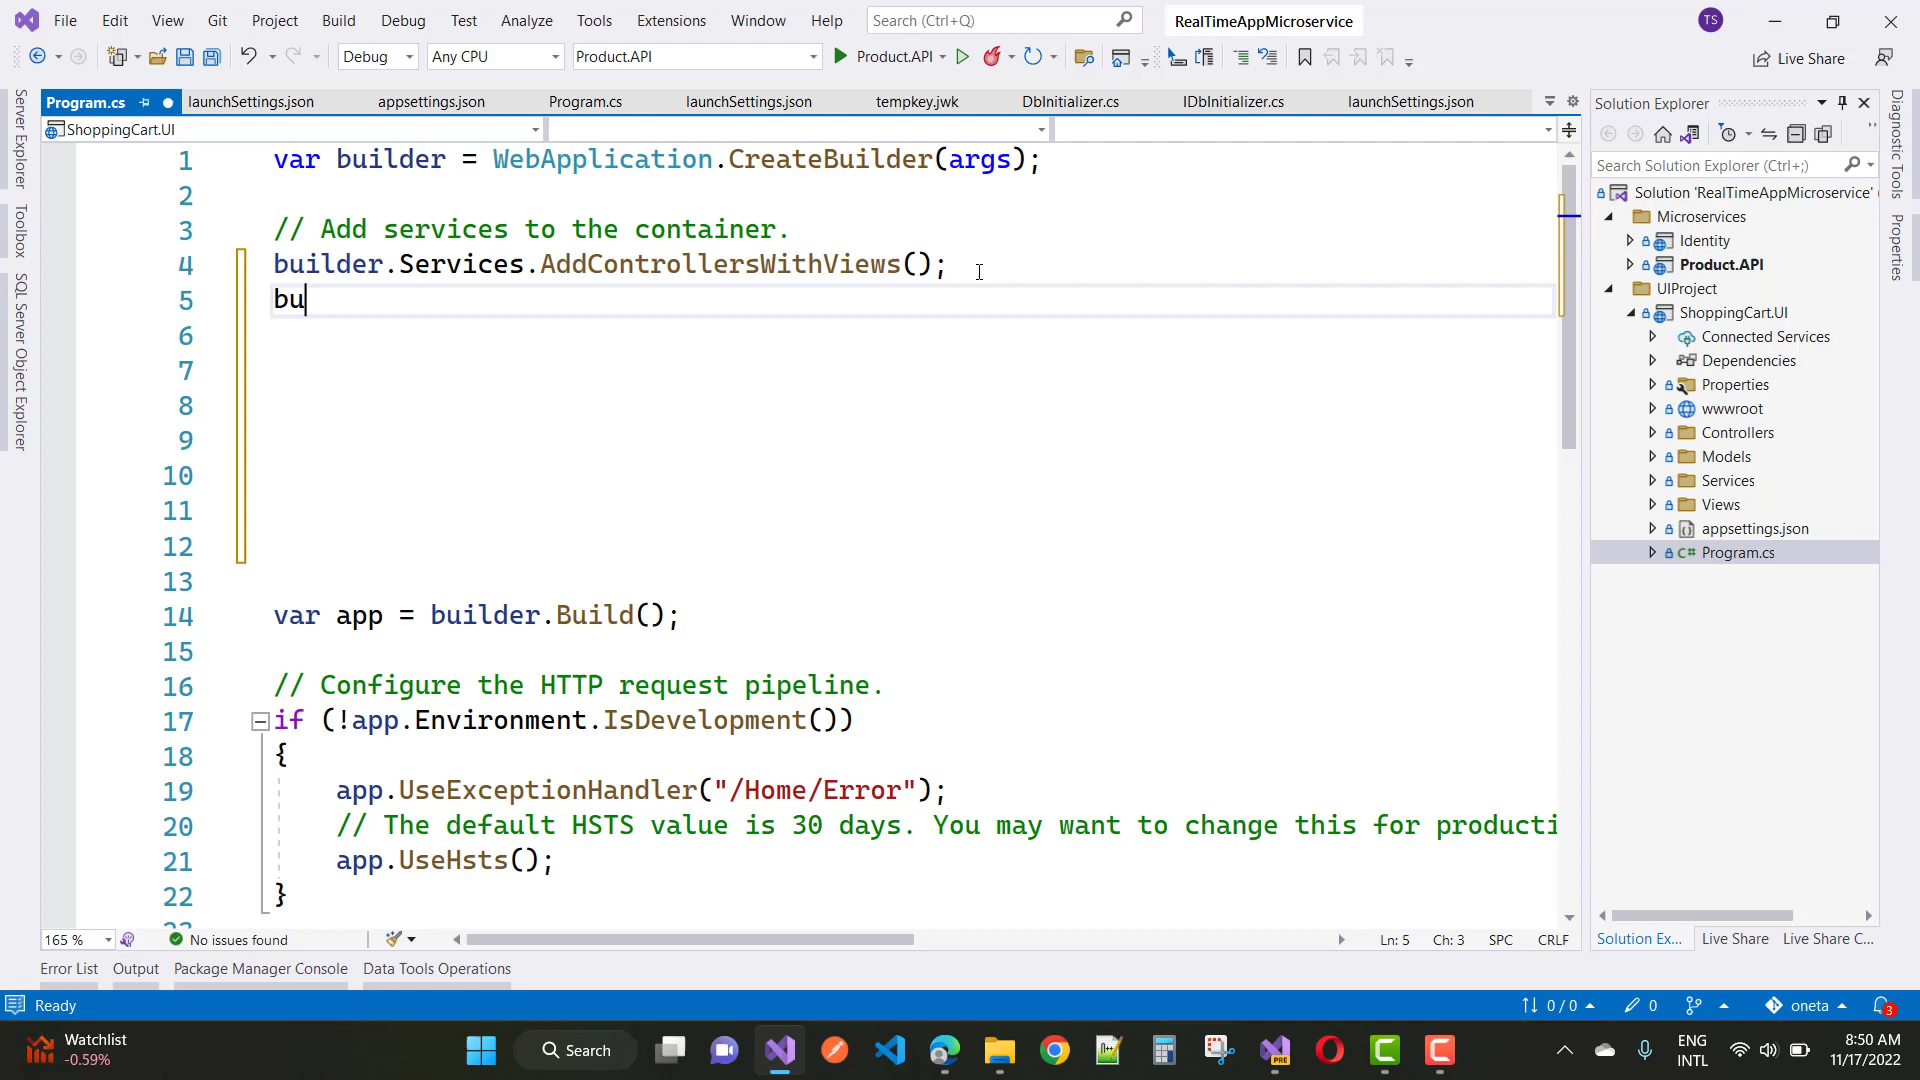 File Edit View Git Project Build Debug Test Analyze Tools Extensions Window Help Search (Ctrl+Q) RealTimeAppMicroservice TS
Debug Any CPU Product.API Product.API Live Share
Program.cs launchSettings.json appsettings.json Program.cs launchSettings.json tempkey.jwk DbInitializer.cs IDbInitializer.cs launchSettings.json
ShoppingCart.UI
Server Explorer
Toolbox
SQL Server Object Explorer
1 var builder = WebApplication.CreateBuilder(args);
2
3 // Add services to the container.
4 builder.Services.AddControllersWithViews();
5 bu
6
7
8
9
10
11
12
13
14 var app = builder.Build();
15
16 // Configure the HTTP request pipeline.
17 if (!app.Environment.IsDevelopment())
18 {
19 app.UseExceptionHandler("/Home/Error");
20 // The default HSTS value is 30 days. You may want to change this for producti
21 app.UseHsts();
22 }
165 % No issues found Ln: 5 Ch: 3 SPC CRLF
Solution Explorer
Search Solution Explorer (Ctrl+;)
Solution 'RealTimeAppMicroservice' (
Microservices
Identity
Product.API
UIProject
ShoppingCart.UI
Connected Services
Dependencies
Properties
wwwroot
Controllers
Models
Services
Views
appsettings.json
C# Program.cs
Solution Ex... Live Share Live Share C...
Diagnostic Tools
Properties
Error List Output Package Manager Console Data Tools Operations
Ready 0 / 0 0 oneta 3
Watchlist
-0.59%
Search
PRE
ENG
INTL
8:50 AM
11/17/2022